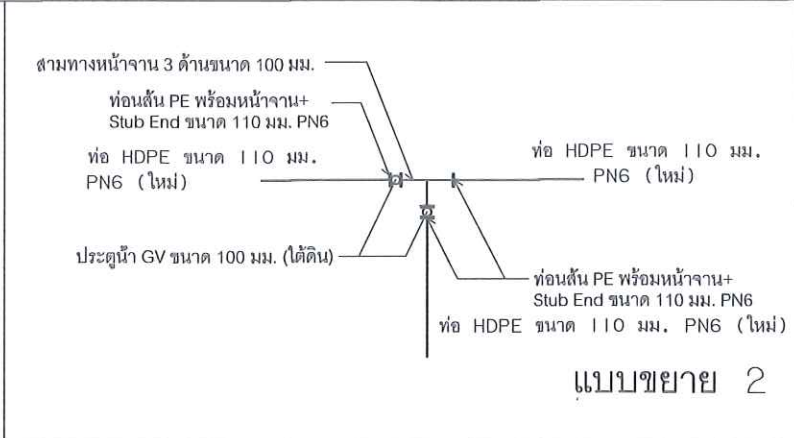 สามทางหน้าจาน 3 ด้านขนาด 100 มม.
ท่อนสั้น PE พร้อมหน้าจาน+
Stub End ขนาด 110 มม. PN6
ท่อ HDPE ขนาด 110 มม.
PN6 (ใหม่)
ท่อ HDPE ขนาด 110 มม.
PN6 (ใหม่)
ประตูน้ำ GV ขนาด 100 มม. (ใต้ดิน)
ท่อนสั้น PE พร้อมหน้าจาน+
Stub End ขนาด 110 มม. PN6
ท่อ HDPE ขนาด 110 มม. PN6 (ใหม่)
แบบขยาย 2